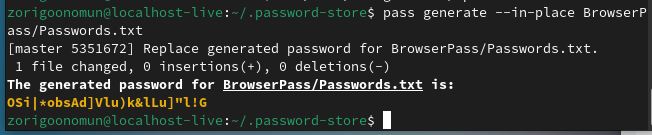 zorigoonomun@localhost-live:~/.password-store$ pass generate --in-place BrowserP
ass/Passwords.txt
[master 5351672] Replace generated password for BrowserPass/Passwords.txt.
 1 file changed, 0 insertions(+), 0 deletions(-)
The generated password for BrowserPass/Passwords.txt is:
OSi|*obsAd]Vlu)k&lLu]"l!G
zorigoonomun@localhost-live:~/.password-store$